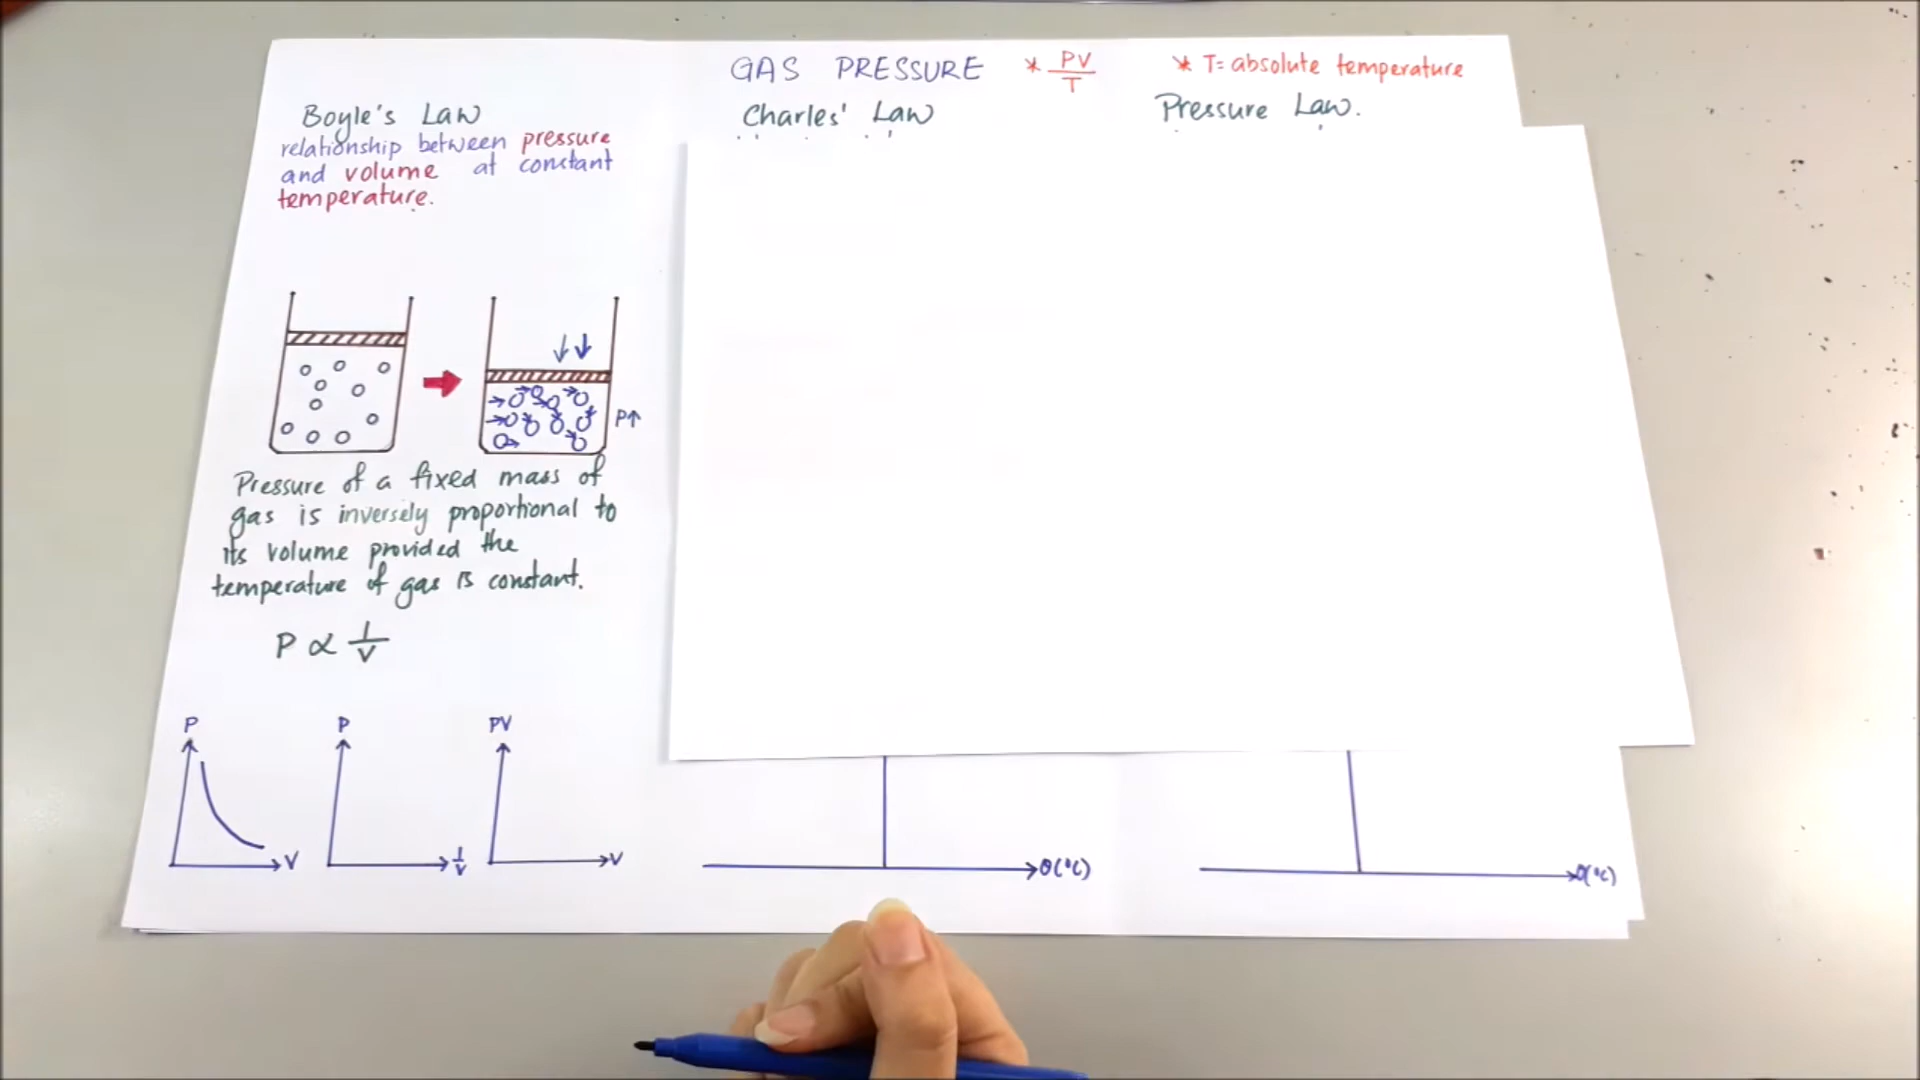 GAS PRESSURE * PV/T * T= absolute temperature
Boyle's Law
relationship between pressure
and volume at constant
temperature.
Charles' Law
Pressure Law.
P↑
Pressure of a fixed mass of
gas is inversely proportional to
its volume provided the
temperature of gas is constant.
P ∝ 1/V
P
V
P
1/V
PV
V
θ(°C)
θ(°C)